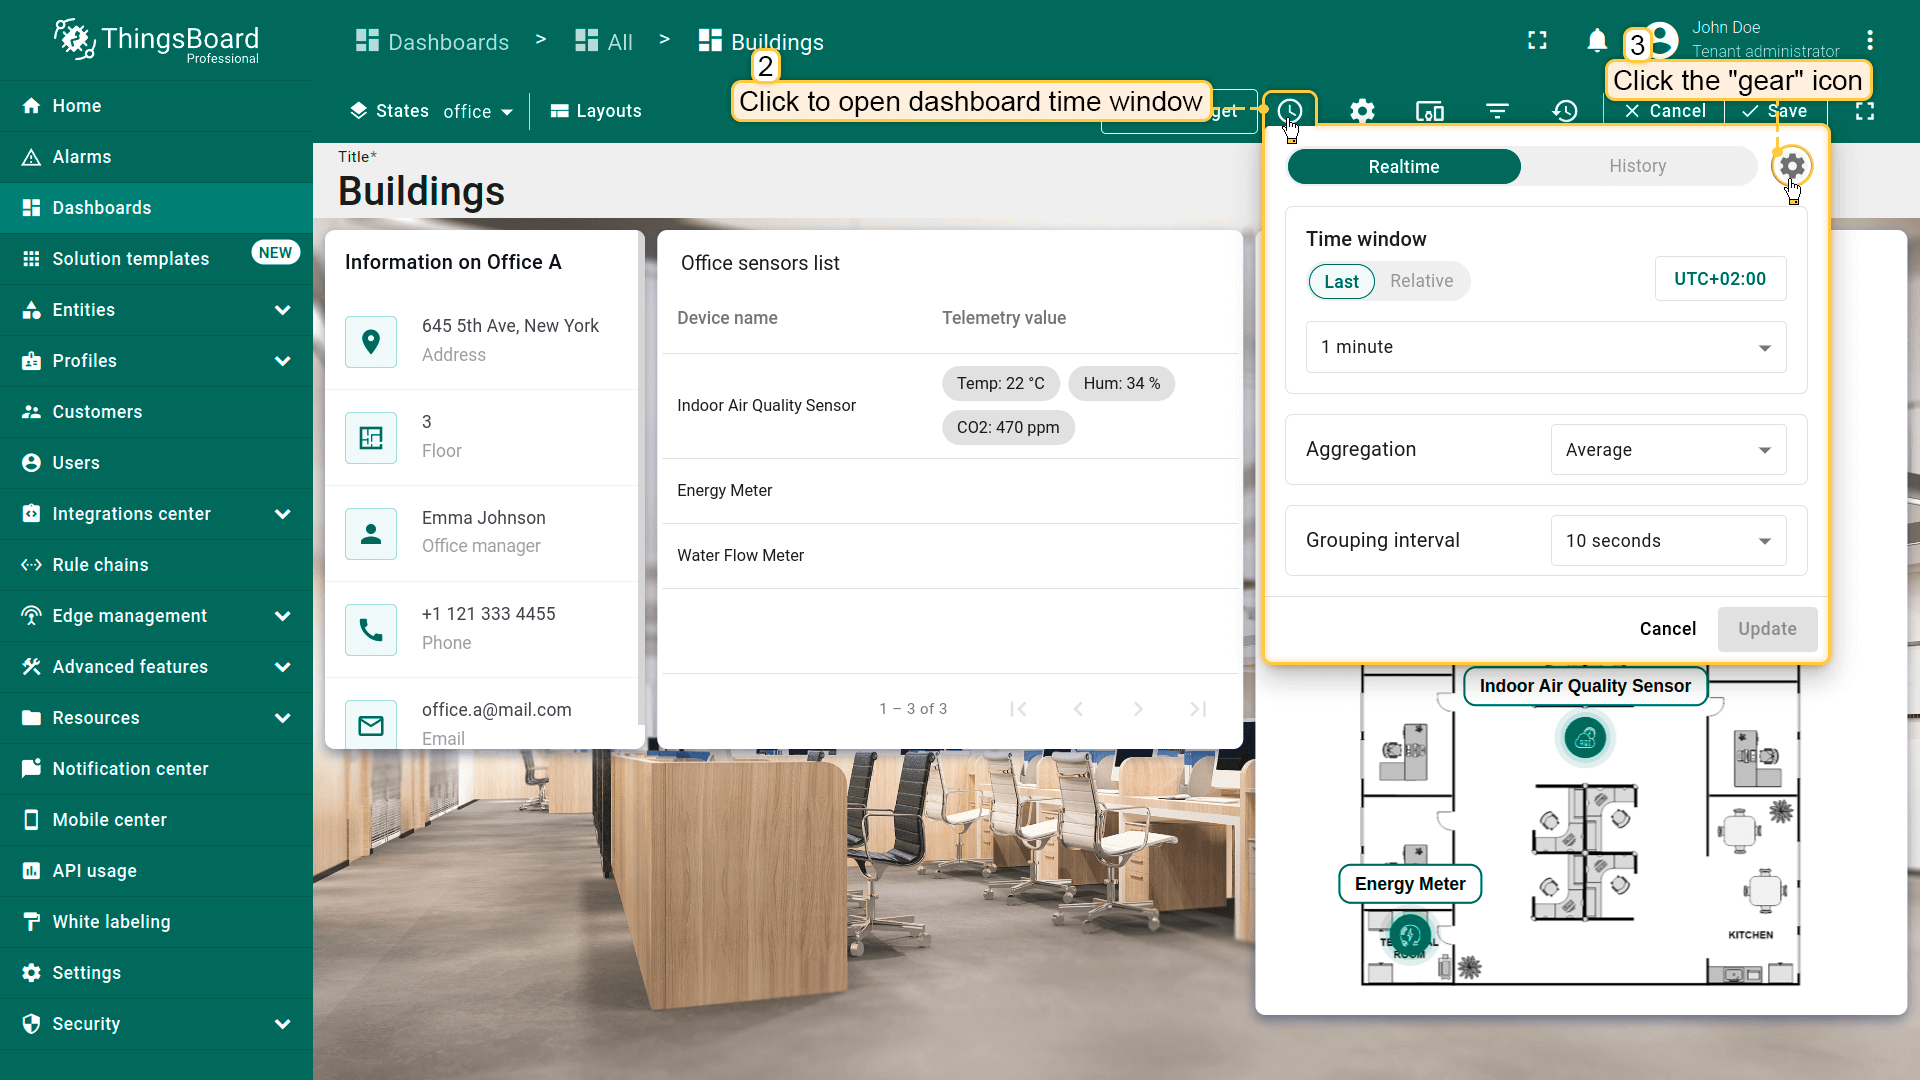 ThingsBoard
Professional
Dashboards > All > Buildings
John Doe
Tenant administrator
2
Click to open dashboard time window
3
Click the "gear" icon
States office
Layouts
get
Cancel
Save
Home
Alarms
Dashboards
Solution templates
NEW
Entities
Profiles
Customers
Users
Integrations center
Rule chains
Edge management
Advanced features
Resources
Notification center
Mobile center
API usage
White labeling
Settings
Security
Title*
Buildings
Information on Office A
645 5th Ave, New York
Address
3
Floor
Emma Johnson
Office manager
+1 121 333 4455
Phone
office.a@mail.com
Email
Office sensors list
Device name Telemetry value
Indoor Air Quality Sensor
Temp: 22 °C Hum: 34 %
CO2: 470 ppm
Energy Meter
Water Flow Meter
1 – 3 of 3
Realtime History
Time window
Last Relative
UTC+02:00
1 minute
Aggregation Average
Grouping interval 10 seconds
Cancel Update
Indoor Air Quality Sensor
Energy Meter
ROOM
KITCHEN